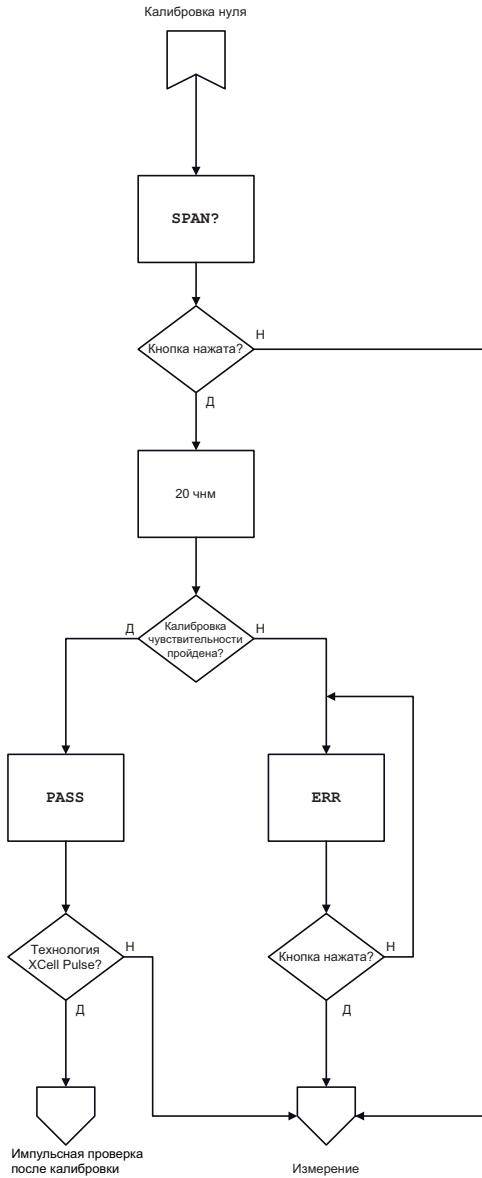 Калибровка нуля
SPAN?
Кнопка нажата?
Н
Д
20 чнм
Калибровка
чувствительности
пройдена?
Д
Н
PASS
ERR
Технология
XCell Pulse?
Н
Д
Кнопка нажата?
Н
Д
Импульсная проверка
после калибровки
Измерение